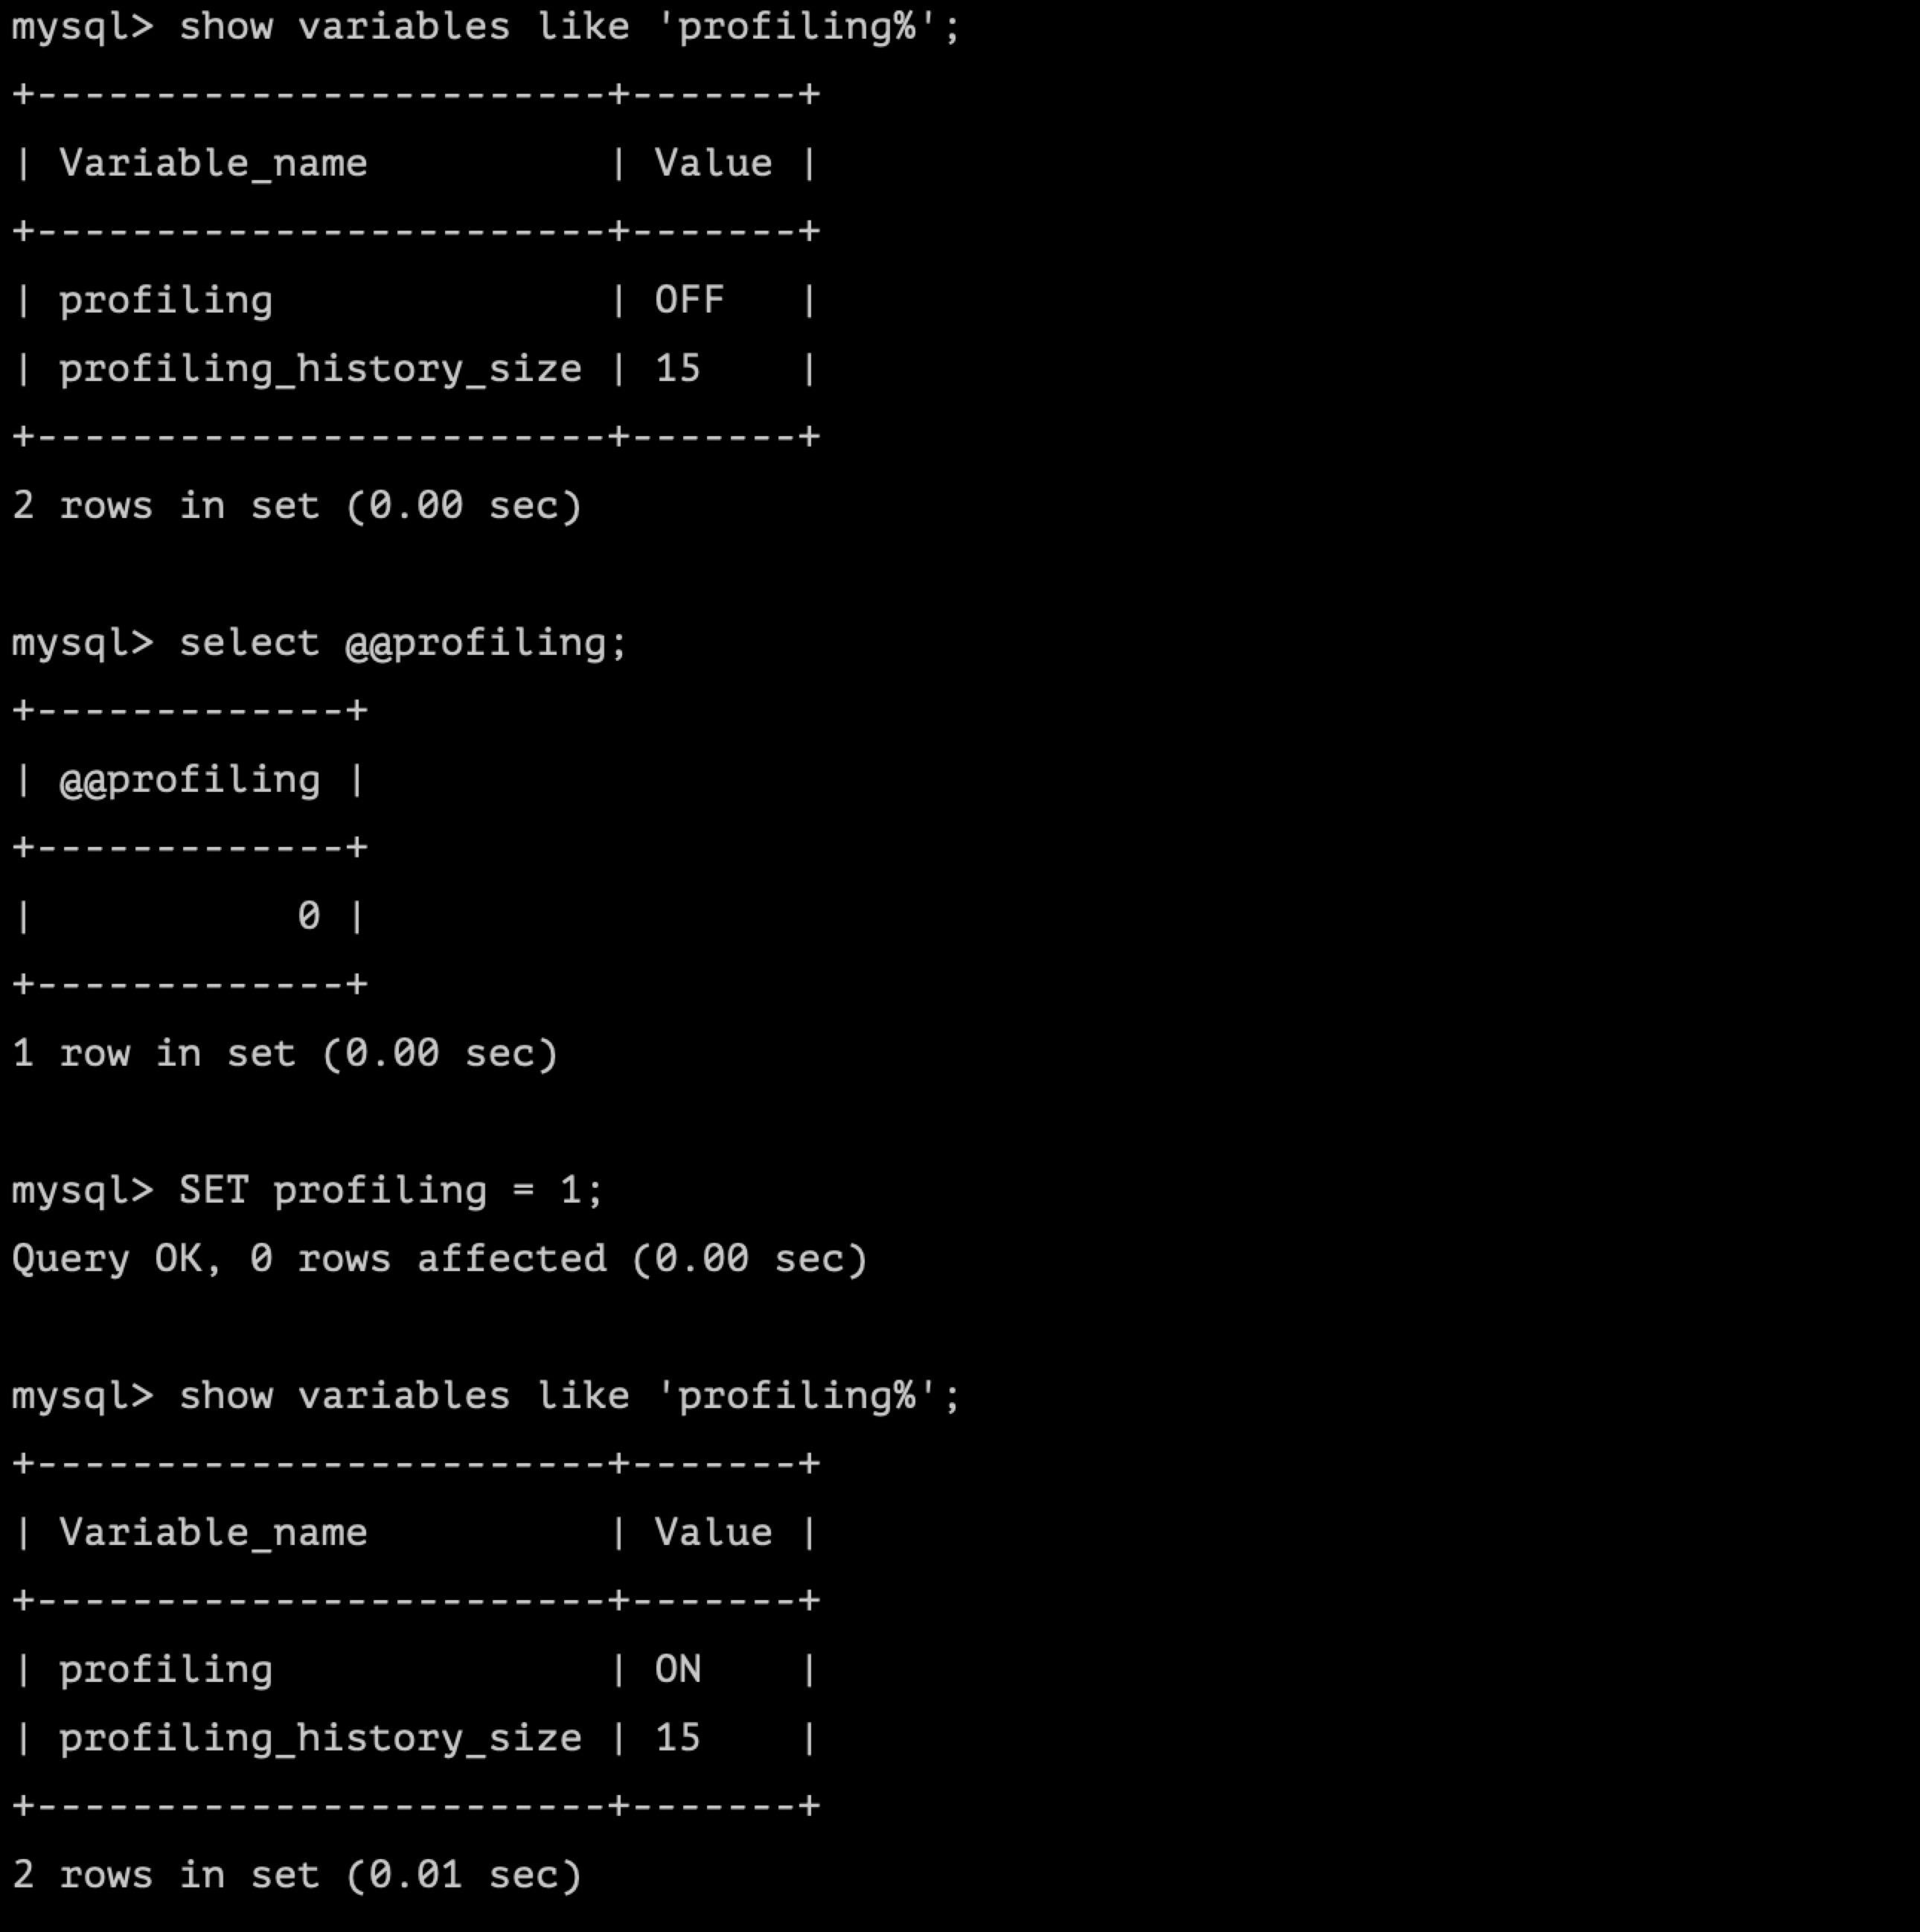 mysql> show variables like 'profiling%';
+------------------------+-------+
| Variable_name          | Value |
+------------------------+-------+
| profiling              | OFF   |
| profiling_history_size | 15    |
+------------------------+-------+
2 rows in set (0.00 sec)
mysql> select @@profiling;
+-------------+
| @@profiling |
+-------------+
|           0 |
+-------------+
1 row in set (0.00 sec)
mysql> SET profiling = 1;
Query OK, 0 rows affected (0.00 sec)
mysql> show variables like 'profiling%';
+------------------------+-------+
| Variable_name          | Value |
+------------------------+-------+
| profiling              | ON    |
| profiling_history_size | 15    |
+------------------------+-------+
2 rows in set (0.01 sec)